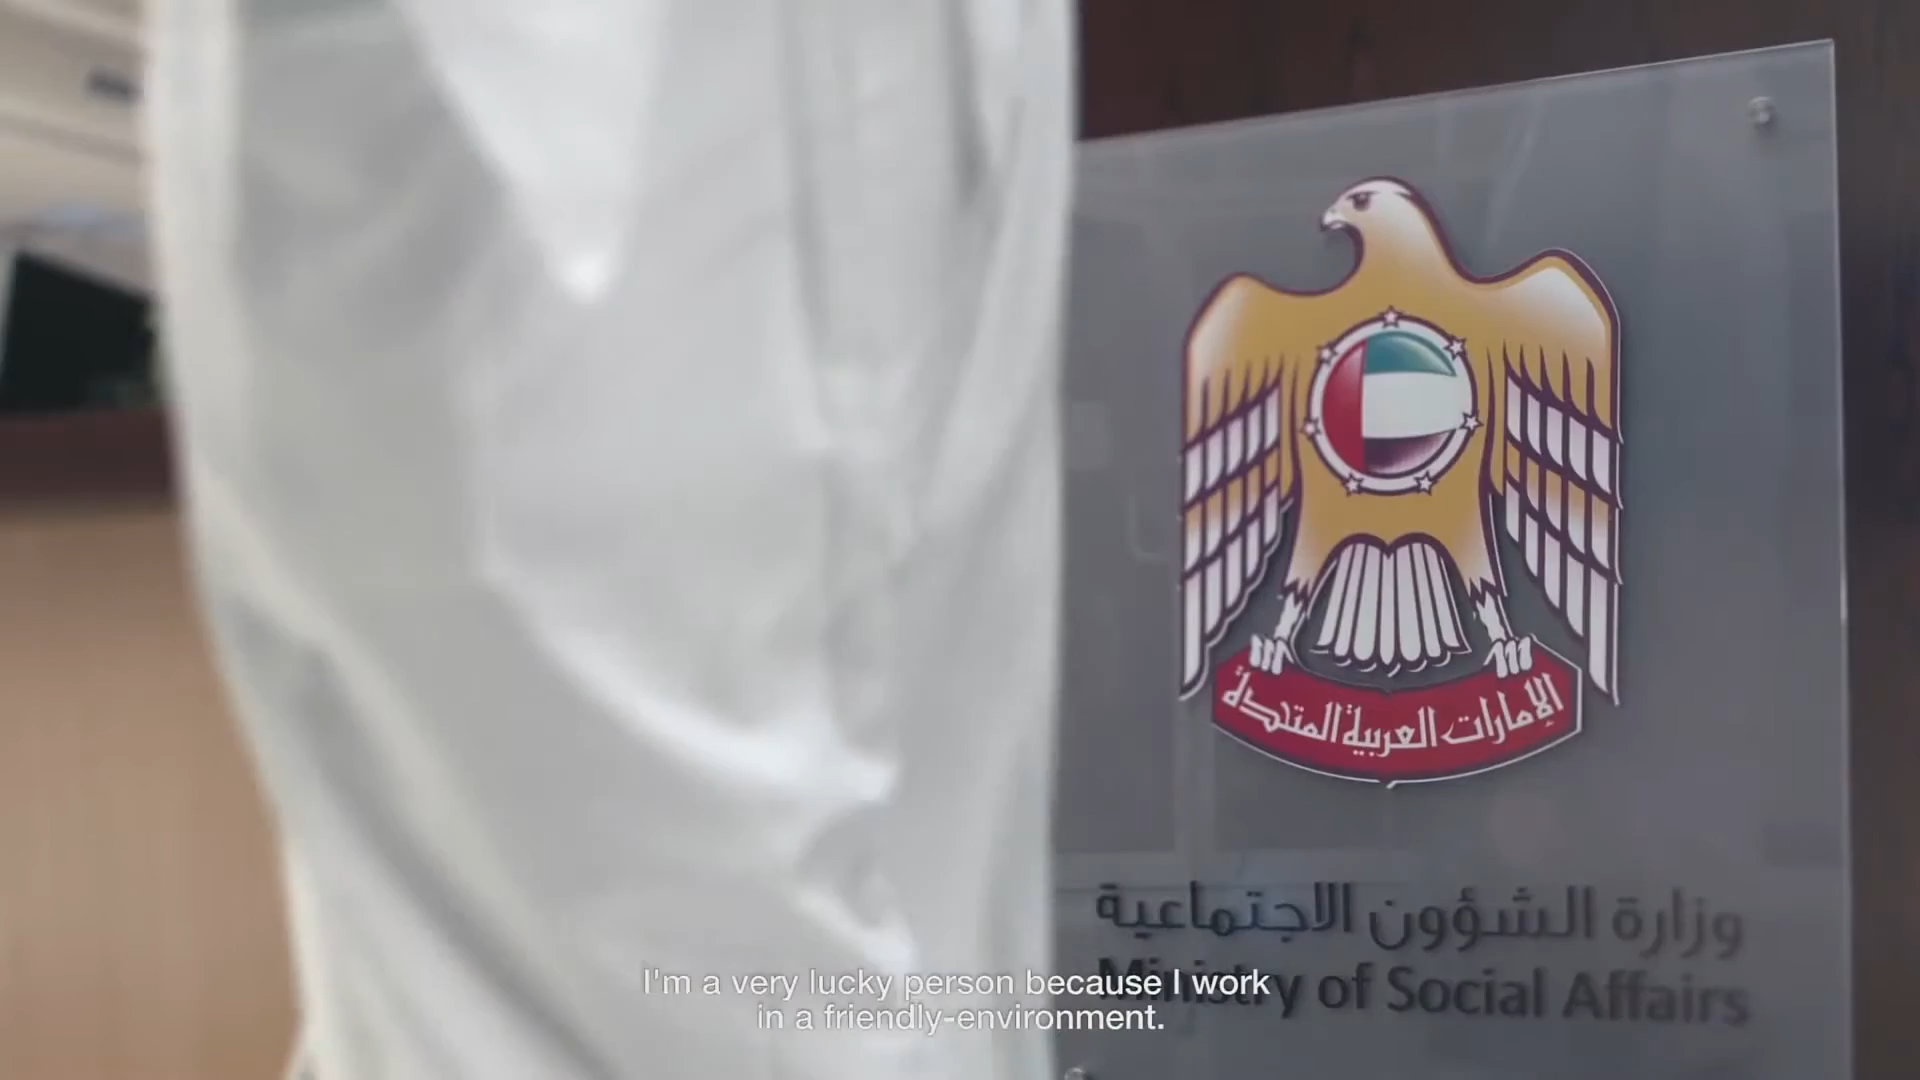 الإمارات العربية المتحدة
وزارة الشؤون الاجتماعية
Ministry of Social Affairs
I'm a very lucky person because I work
in a friendly-environment.